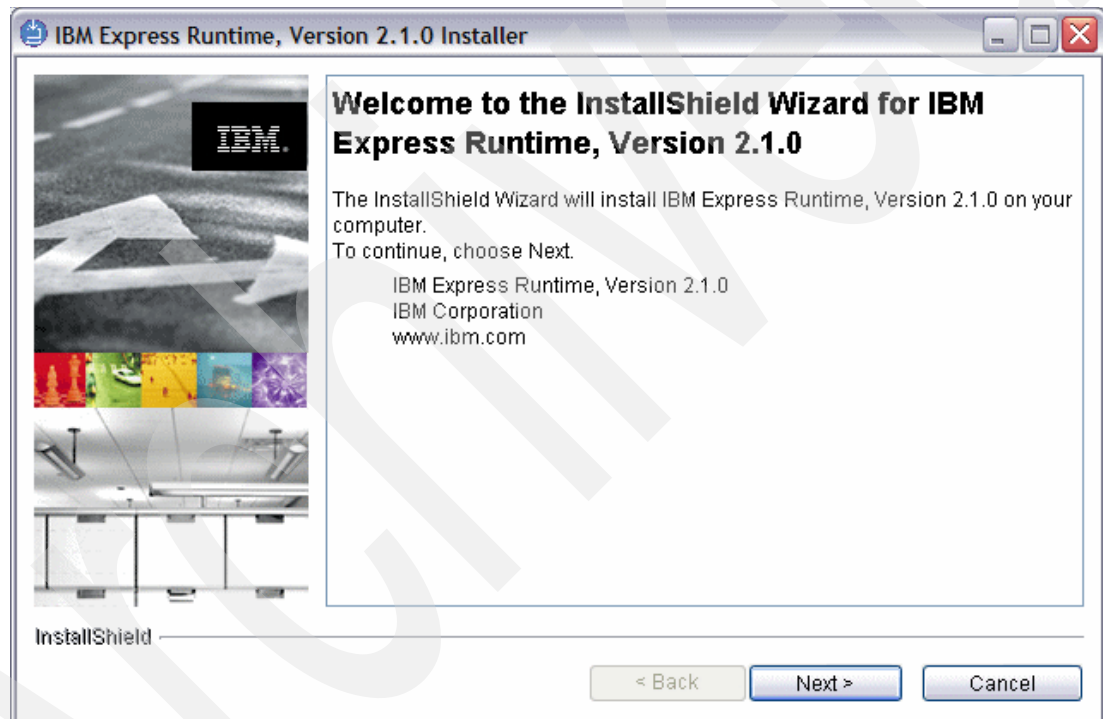 IBM Express Runtime, Version 2.1.0 Installer
IBM.
Welcome to the InstallShield Wizard for IBM
Express Runtime, Version 2.1.0
The InstallShield Wizard will install IBM Express Runtime, Version 2.1.0 on your
computer.
To continue, choose Next.
IBM Express Runtime, Version 2.1.0
IBM Corporation
www.ibm.com
InstallShield
< Back
Next >
Cancel